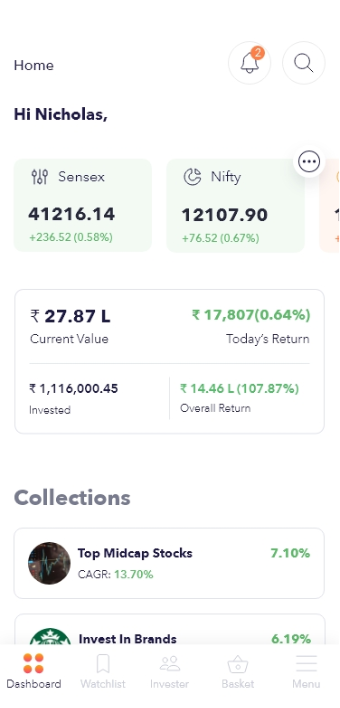 Home
2
Hi Nicholas,
Sensex
41216.14
+236.52 (0.58%)
Nifty
12107.90
+76.52 (0.67%)
₹ 27.87 L
Current Value
₹ 17,807(0.64%)
Today's Return
₹ 1,116,000.45
Invested
₹ 14.46 L (107.87%)
Overall Return
Collections
Top Midcap Stocks
7.10%
CAGR: 13.70%
Invest In Brands
6.19%
Dashboard
Watchlist
Invester
Basket
Menu